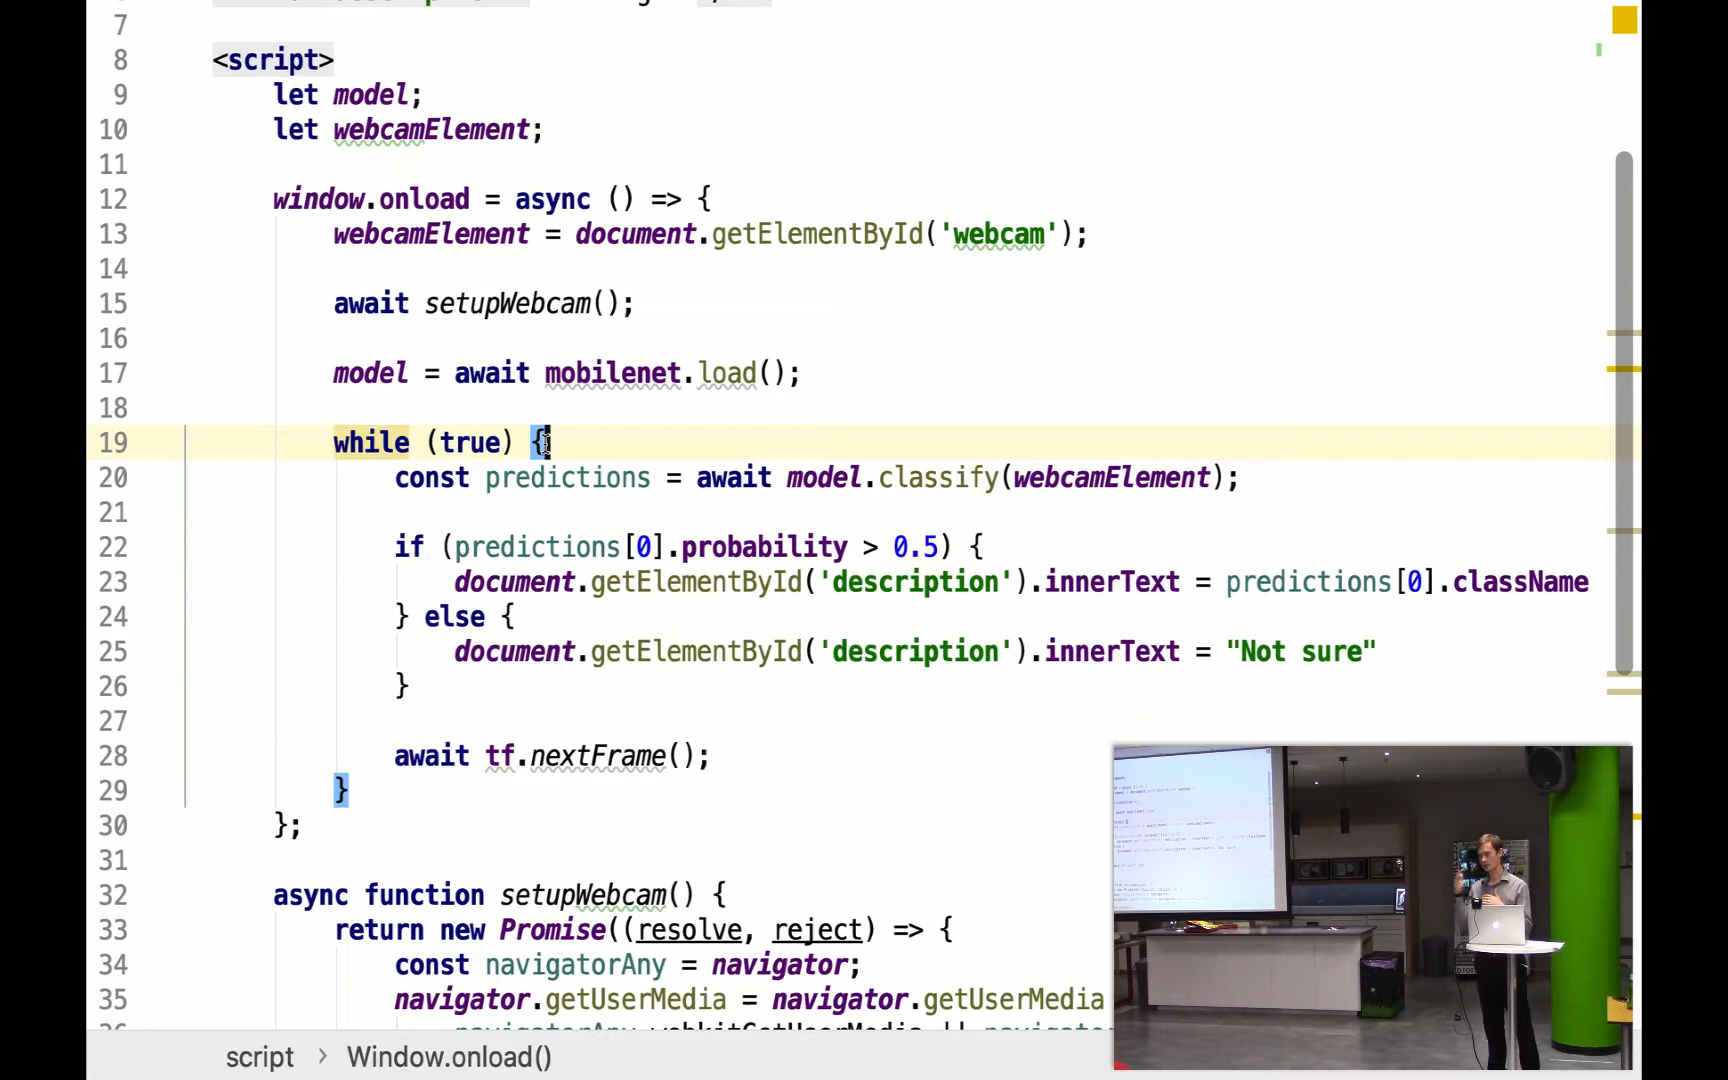 7
8 <script>
9 let model;
10 let webcamElement;
11
12 window.onload = async () => {
13 webcamElement = document.getElementById('webcam');
14
15 await setupWebcam();
16
17 model = await mobilenet.load();
18
19 while (true) {
20 const predictions = await model.classify(webcamElement);
21
22 if (predictions[0].probability > 0.5) {
23 document.getElementById('description').innerText = predictions[0].className
24 } else {
25 document.getElementById('description').innerText = "Not sure"
26 }
27
28 await tf.nextFrame();
29 }
30 };
31
32 async function setupWebcam() {
33 return new Promise((resolve, reject) => {
34 const navigatorAny = navigator;
35 navigator.getUserMedia = navigator.getUserMedia
navigatorAny.webkitGetUserMedia ||
script > Window.onload()